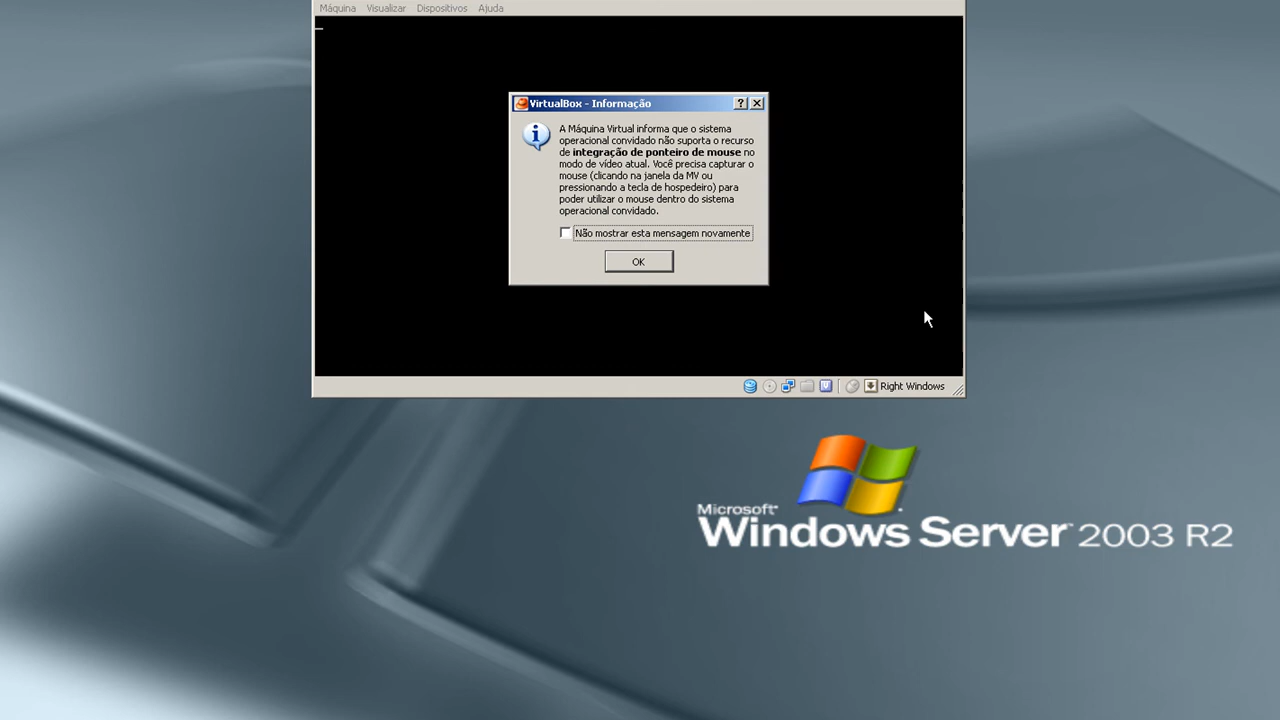 Máquina Visualizar Dispositivos Ajuda
VirtualBox - Informação
A Máquina Virtual informa que o sistema
operacional convidado não suporta o recurso
de integração de ponteiro de mouse no
modo de vídeo atual. Você precisa capturar o
mouse (clicando na janela da MV ou
pressionando a tecla de hospedeiro) para
poder utilizar o mouse dentro do sistema
operacional convidado.
Não mostrar esta mensagem novamente
OK
Right Windows
Microsoft
Windows Server 2003 R2